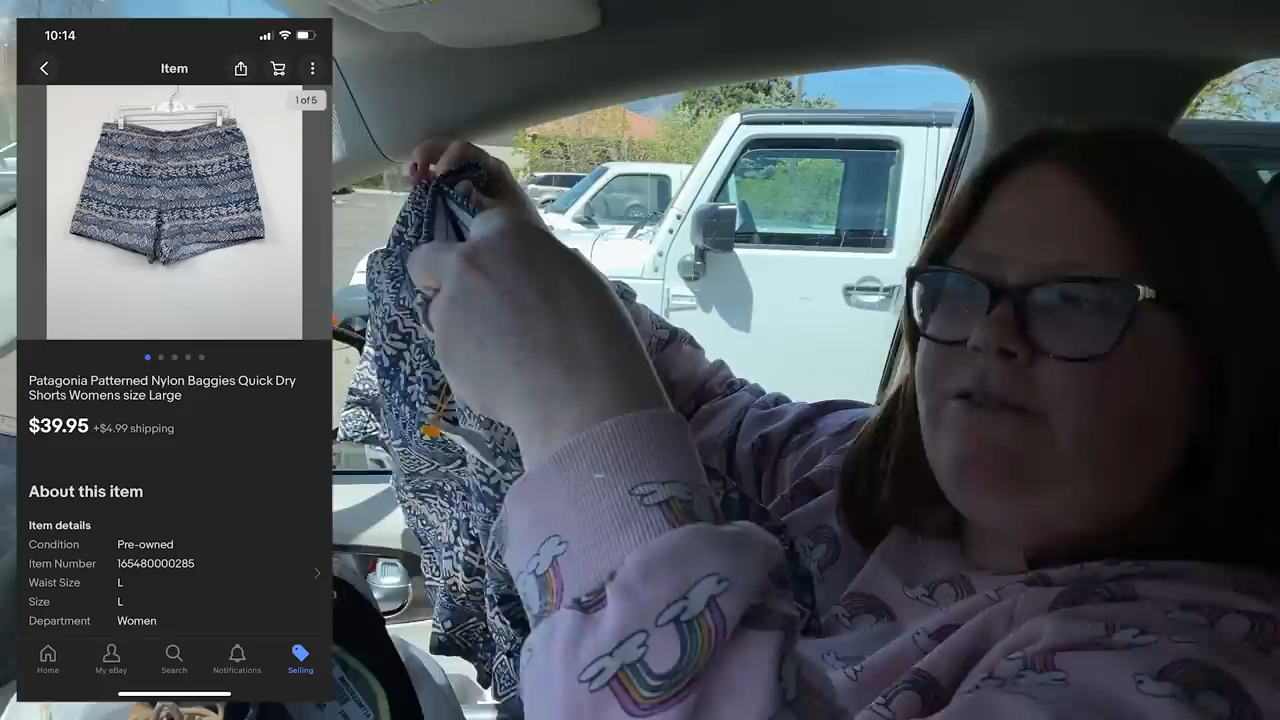 10:14
Item
1 of 5
Patagonia Patterned Nylon Baggies Quick Dry
Shorts Womens size Large
$39.95 +$4.99 shipping
About this item
Item details
Condition Pre-owned
Item Number 165480000285
Waist Size L
Size L
Department Women
Home My eBay Search Notifications Selling